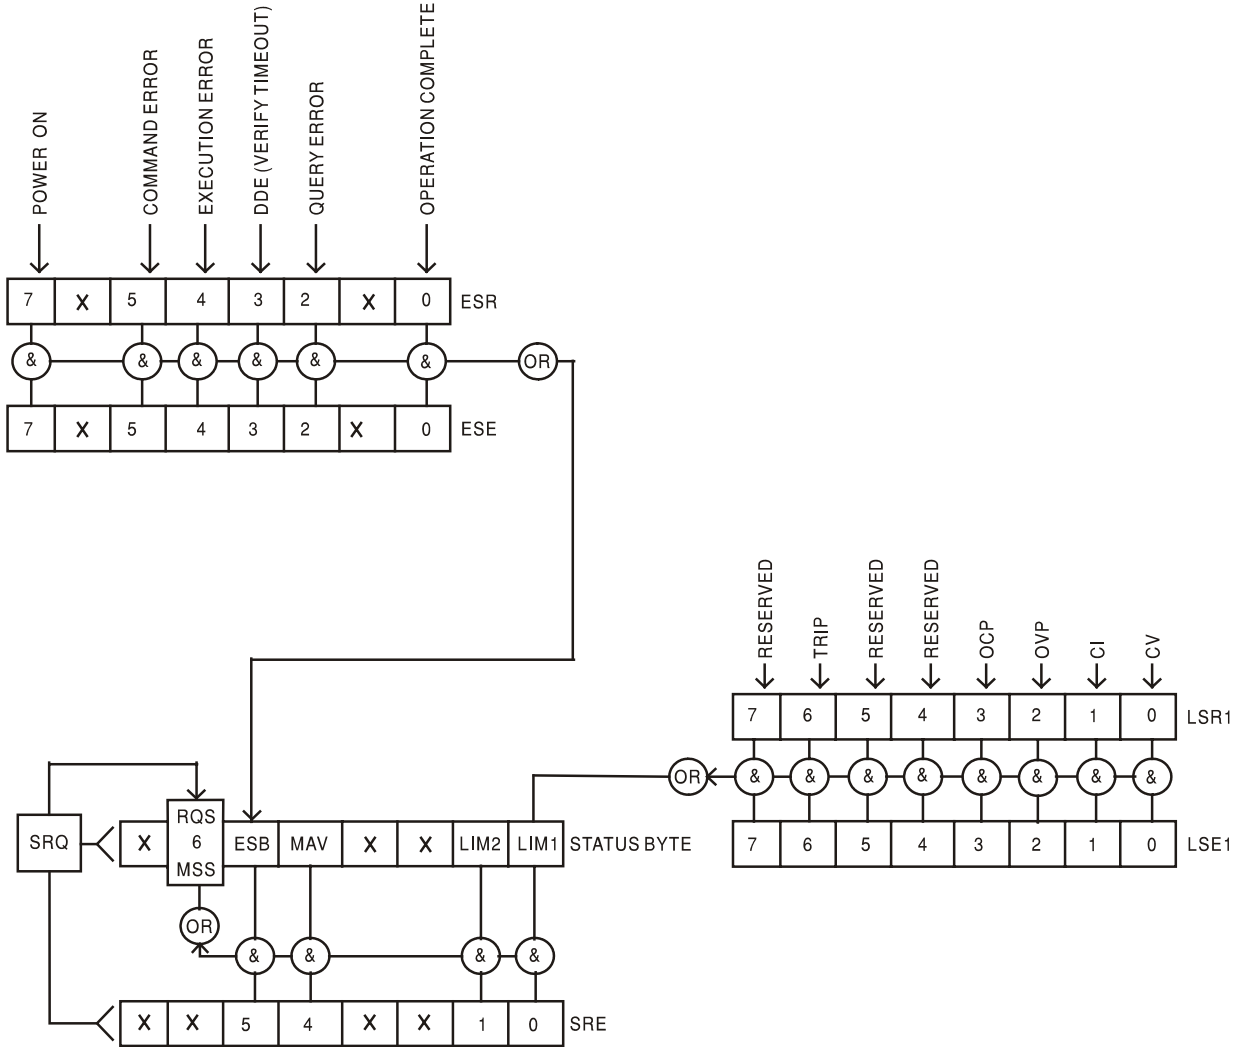 POWER ON
COMMAND ERROR
EXECUTION ERROR
DDE (VERIFY TIMEOUT)
QUERY ERROR
OPERATION COMPLETE
7 X 5 4 3 2 X 0 ESR
& & & & & & OR
7 X 5 4 3 2 X 0 ESE
RESERVED
TRIP
RESERVED
RESERVED
OCP
OVP
CI
CV
7 6 5 4 3 2 1 0 LSR1
OR & & & & & & & &
7 6 5 4 3 2 1 0 LSE1
SRQ
X
RQS
6
MSS
ESB MAV X X LIM2 LIM1 STATUS BYTE
OR
& & & &
X X 5 4 X X 1 0 SRE